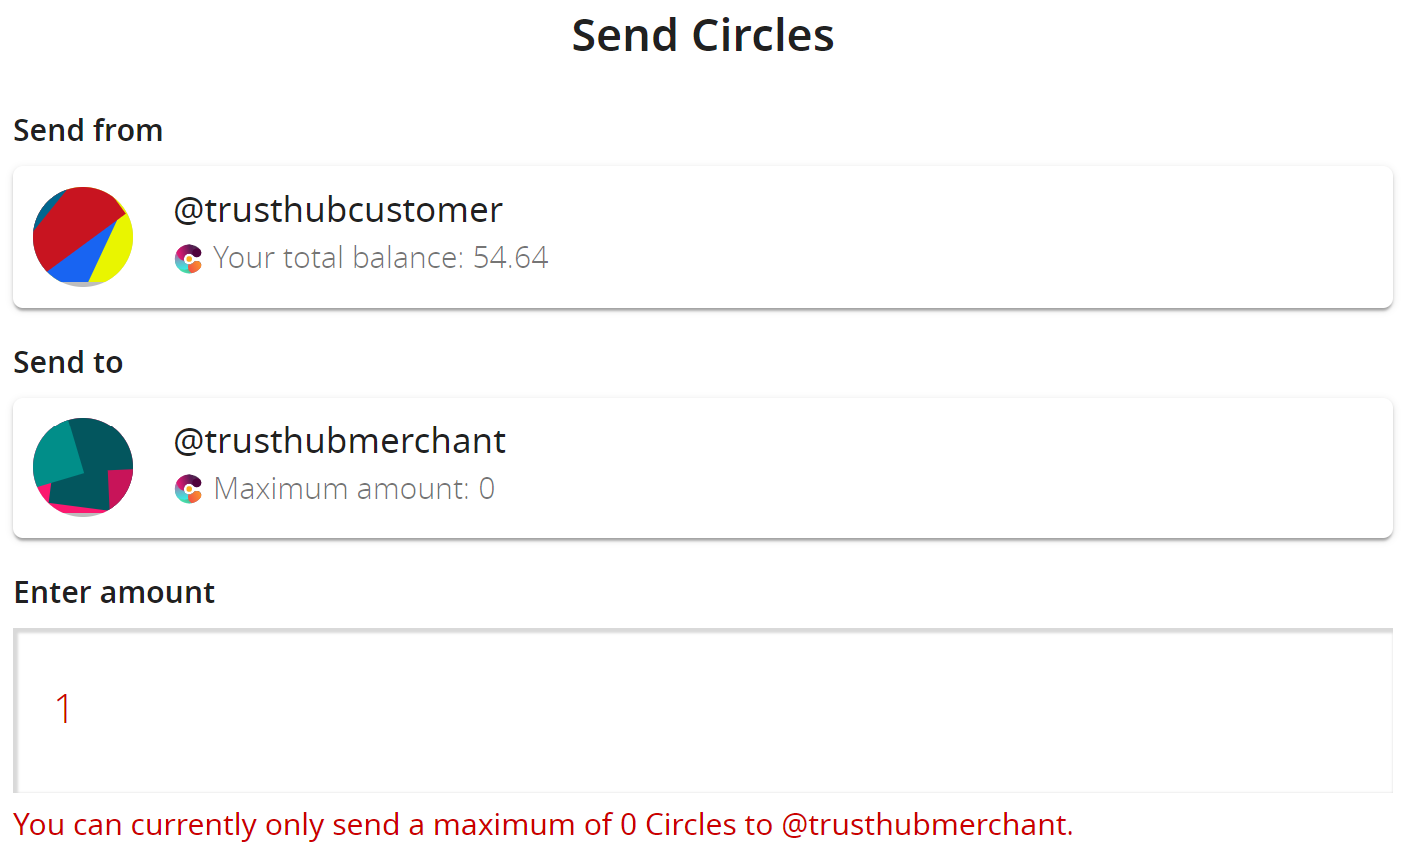 Send Circles
Send from
@trusthubcustomer
Your total balance: 54.64
Send to
@trusthubmerchant
Maximum amount: 0
Enter amount
1
You can currently only send a maximum of 0 Circles to @trusthubmerchant.